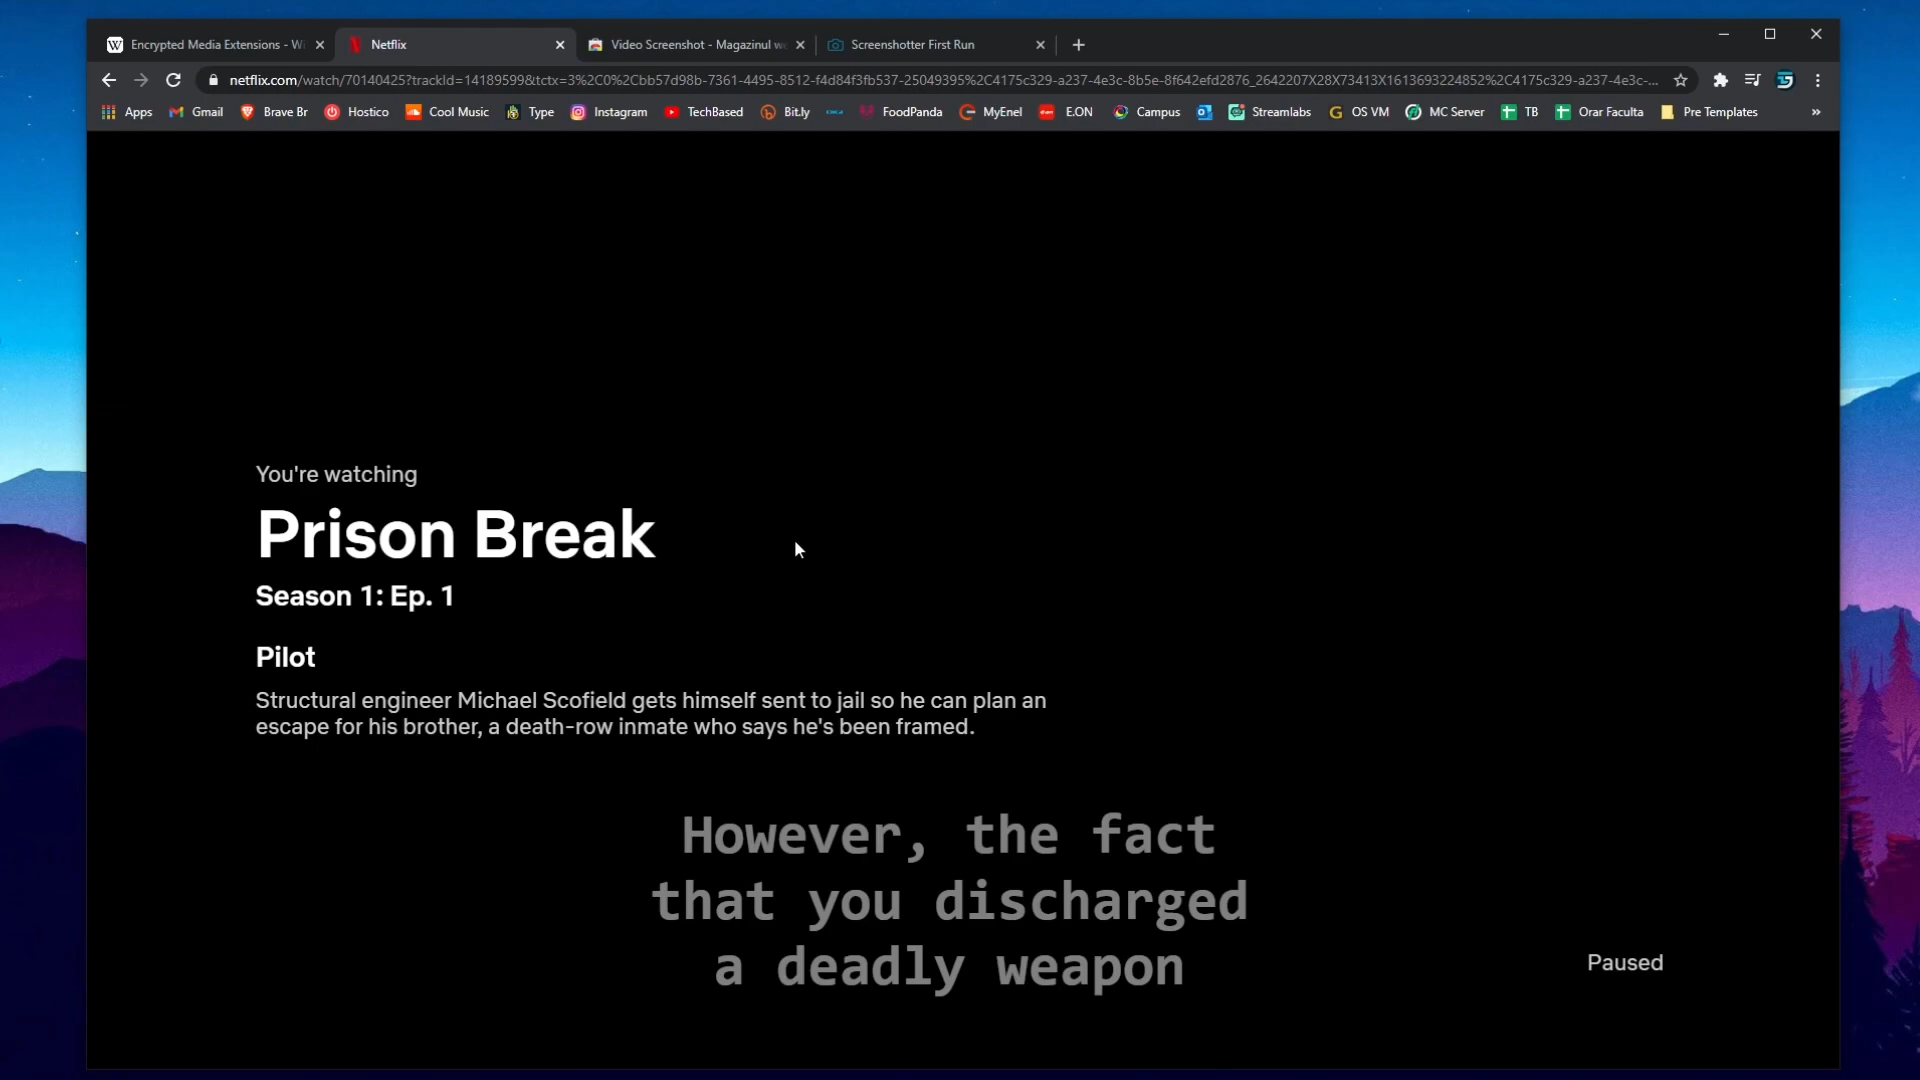 Encrypted Media Extensions - Wi
Netflix
Video Screenshot - Magazinul w
Screenshotter First Run
netflix.com/watch/70140425?trackId=14189599&tctx=3%2C0%2Cbb57d98b-7361-4495-8512-f4d84f3fb537-25049395%2C4175c329-a237-4e3c-8b5e-8f642efd2876_2642207X28X73413X1613693224852%2C4175c329-a237-4e3c-...
Apps Gmail Brave Br Hostico Cool Music Type Instagram TechBased Bit.ly FoodPanda MyEnel E.ON Campus Streamlabs OS VM MC Server TB Orar Faculta Pre Templates »
You're watching
Prison Break
Season 1: Ep. 1
Pilot
Structural engineer Michael Scofield gets himself sent to jail so he can plan an
escape for his brother, a death-row inmate who says he's been framed.
However, the fact
that you discharged
a deadly weapon
Paused